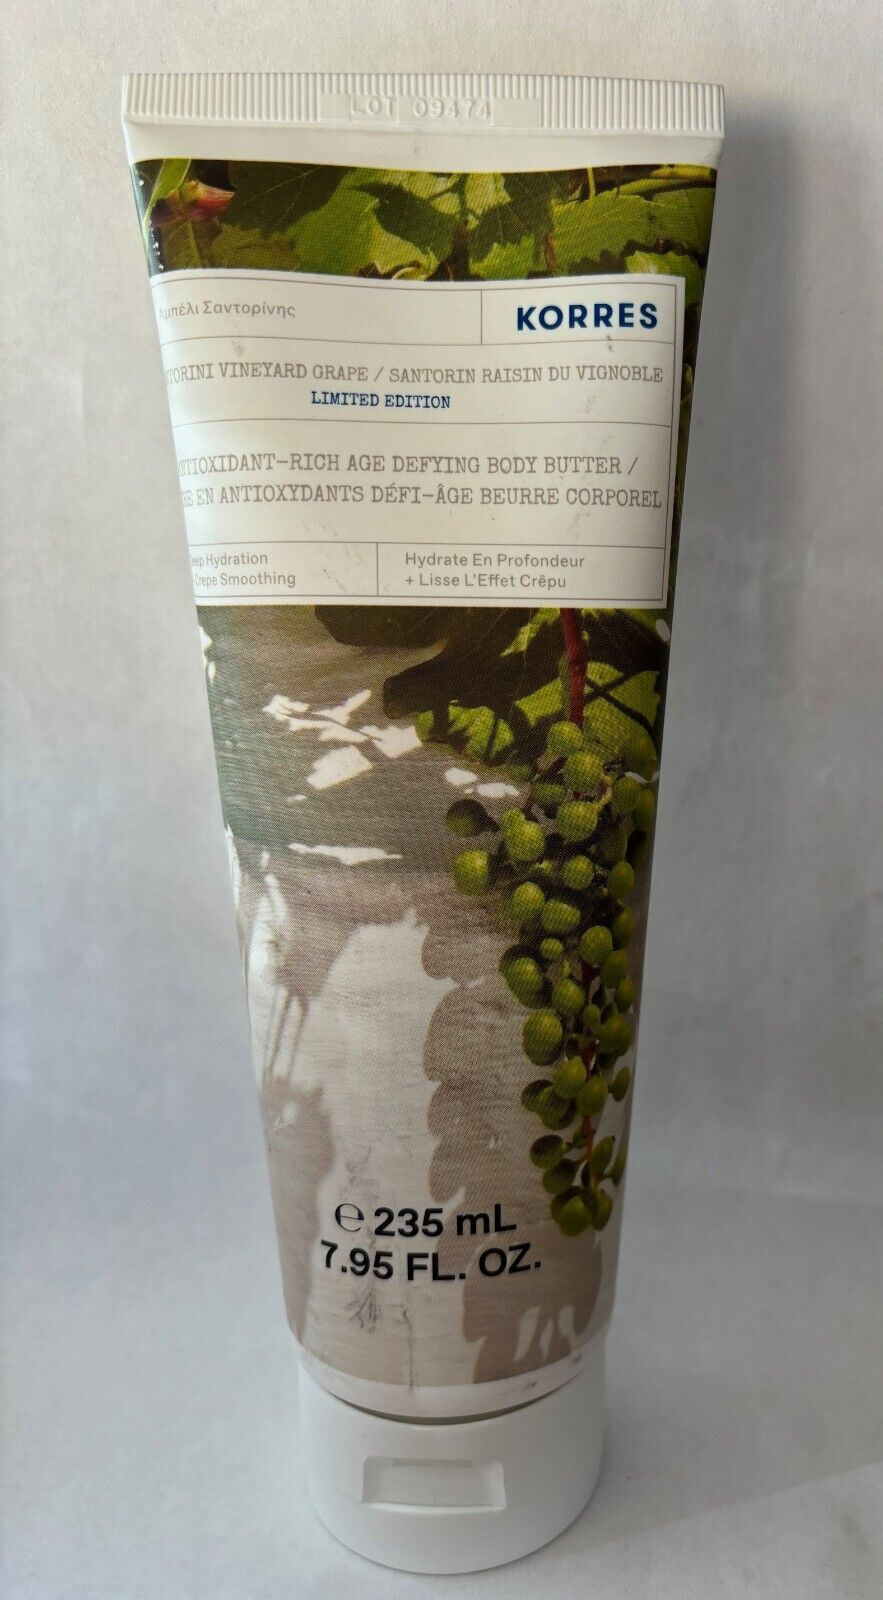 LOT 09474
Αμπέλι Σαντορίνης
KORRES
TORINI VINEYARD GRAPE / SANTORIN RAISIN DU VIGNOBLE
LIMITED EDITION
NTIOXIDANT-RICH AGE DEFYING BODY BUTTER /
HE EN ANTIOXYDANTS DÉFI-ÂGE BEURRE CORPOREL
eep Hydration
+ Crepe Smoothing
Hydrate En Profondeur
+ Lisse L'Effet Crêpu
℮ 235 mL
7.95 FL. OZ.